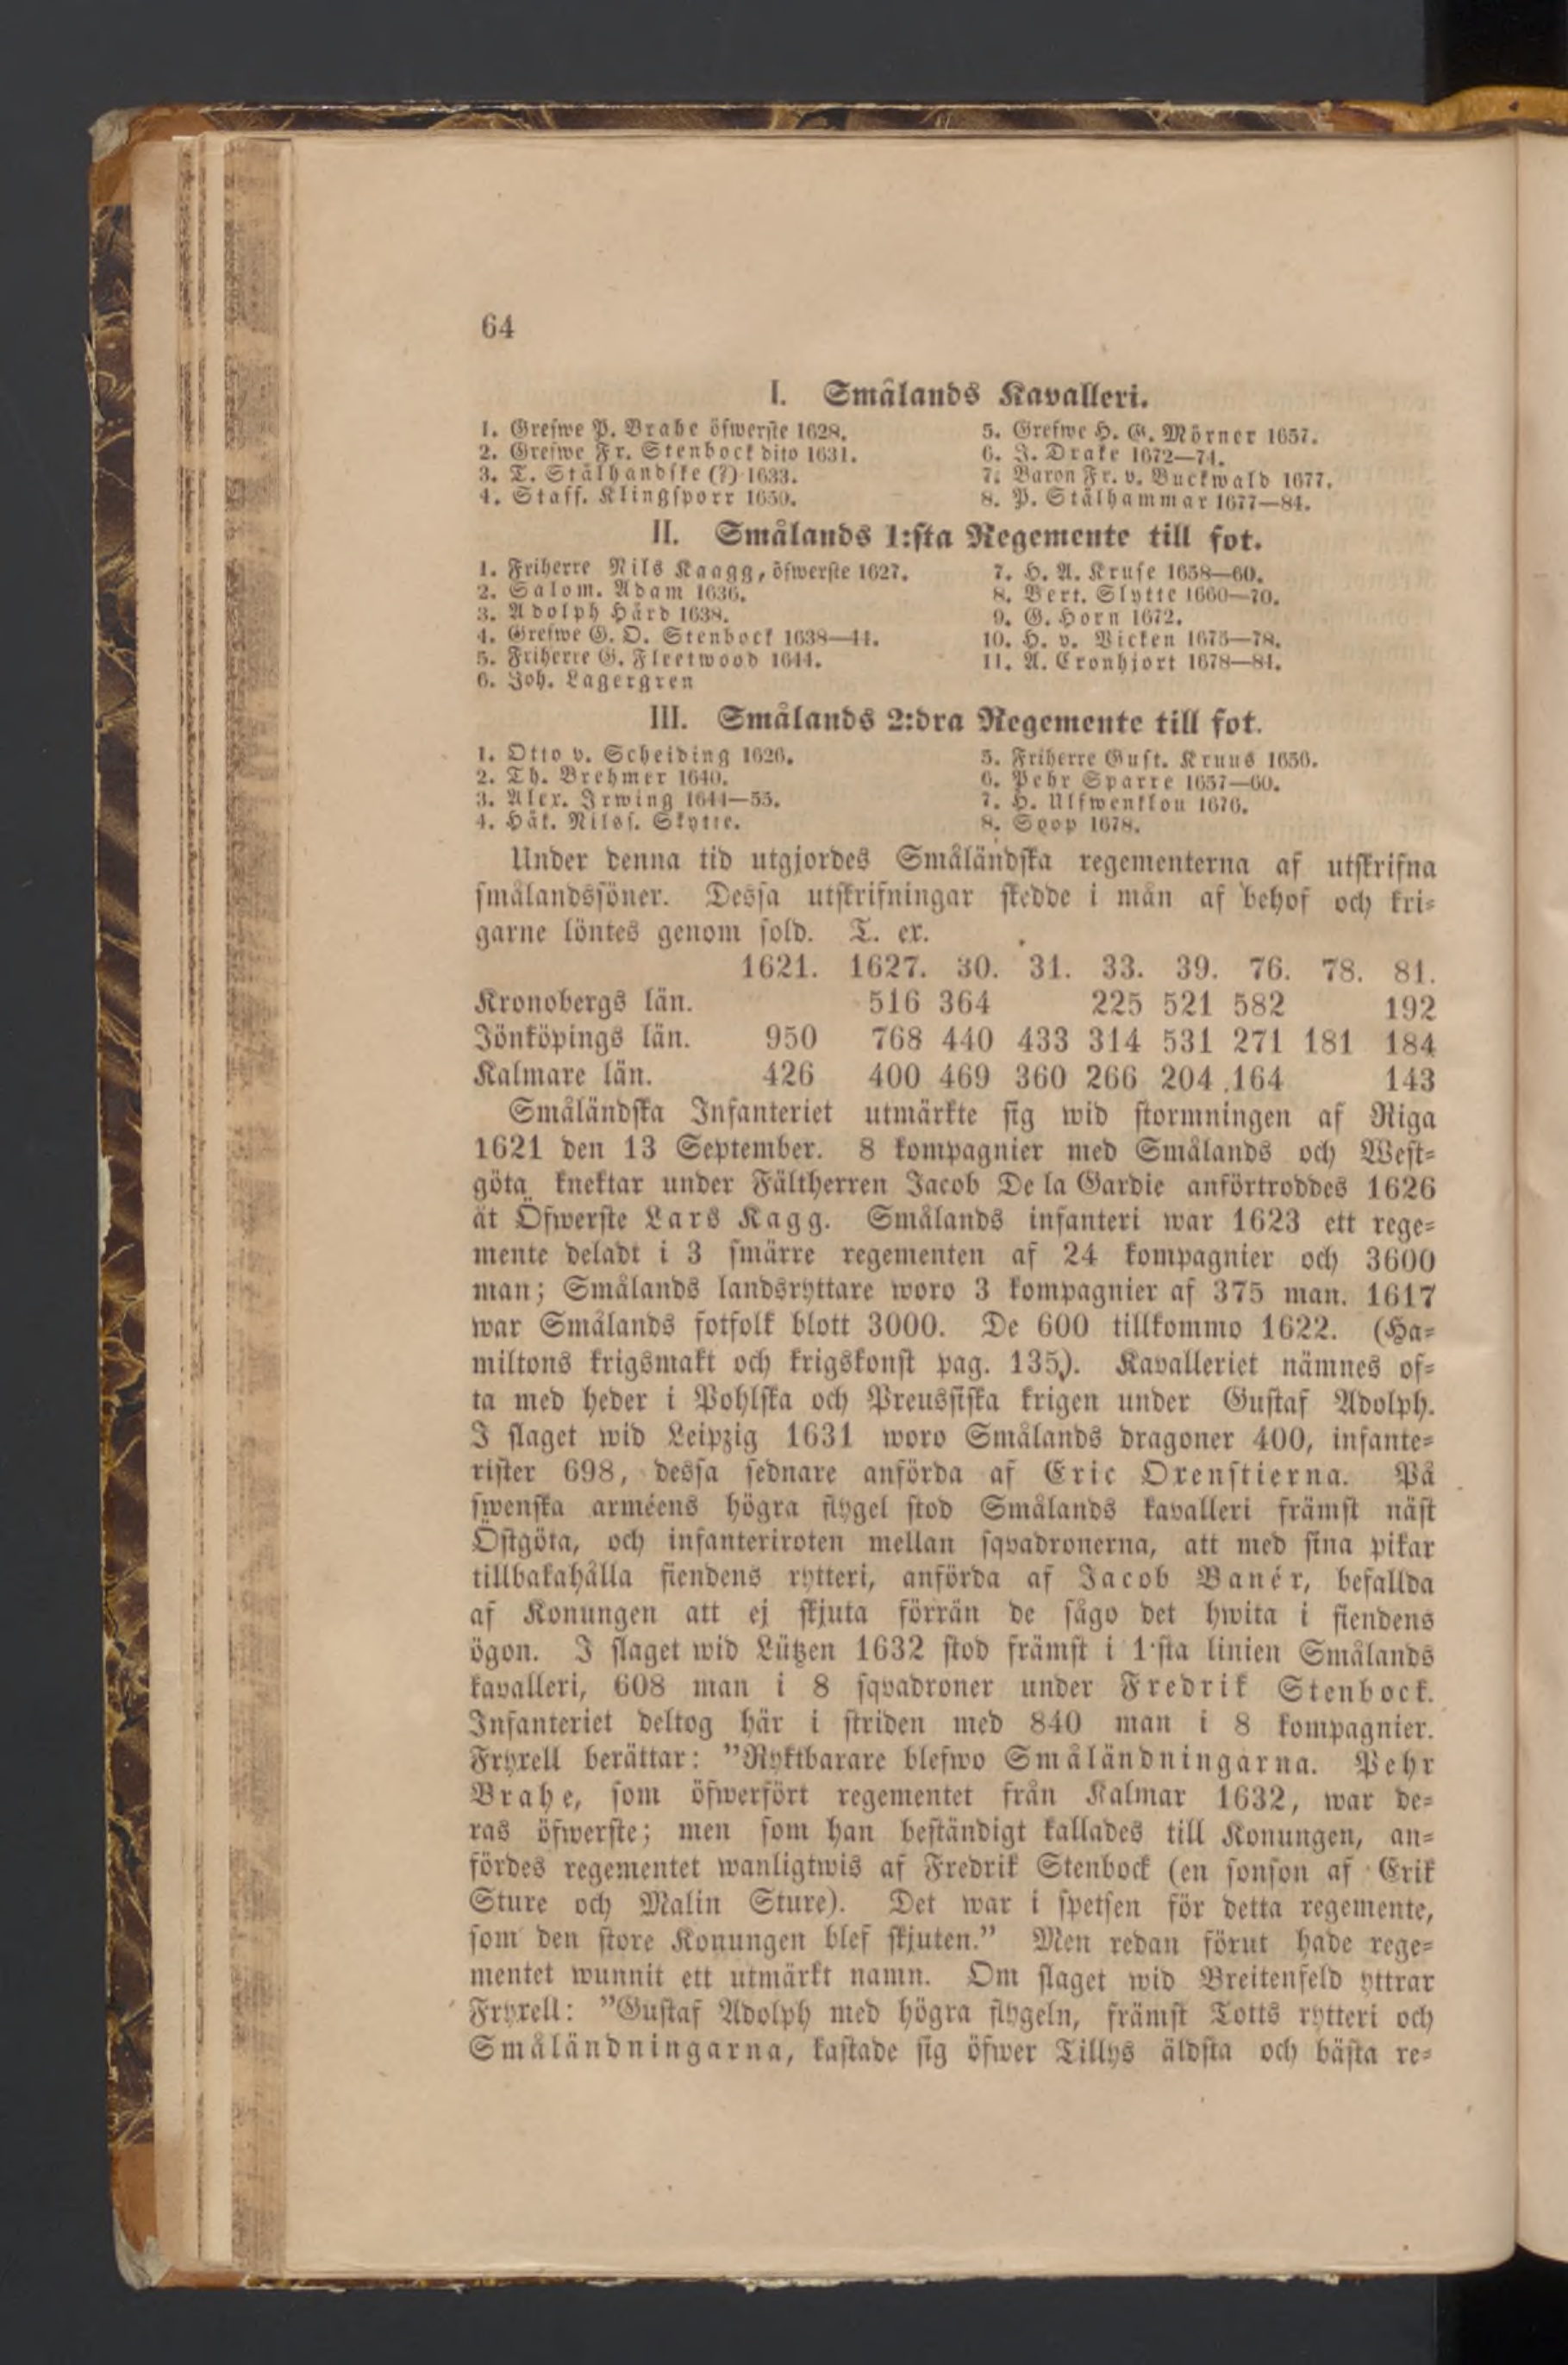 64
I. Smålands Kavalleri.
1. Grefwe P. Brahe öfwerste 1628.
2. Grefwe Fr. Stenbock dito 1631.
3. T. Stålhandske (?) 1633.
4. Staff. Klingsporr 1650.
5. Grefwe H. G. Mörner 1657.
6. J. Drake 1672—74.
7. Baron Fr. v. Buckwald 1677.
8. P. Stålhammar 1677—84.
II. Smålands 1:sta Regemente till fot.
1. Friherre Nils Kaagg, öfwerste 1627.
2. Salom. Adam 1636.
3. Adolph Hård 1638.
4. Grefwe G. O. Stenbock 1638—44.
5. Friherre G. Fleetwood 1644.
6. Joh. Lagergren
7. H. A. Kruse 1658—60.
8. Bert. Slytte 1660—70.
9. G. Horn 1672.
10. H. v. Vicken 1675—78.
11. A. Cronhjort 1678—81.
III. Smålands 2:dra Regemente till fot.
1. Otto v. Scheiding 1626.
2. Th. Brehmer 1640.
3. Alex. Irwing 1644—55.
4. Håk. Nilss. Skytte.
5. Friherre Gust. Kruus 1656.
6. Pehr Sparre 1657—60.
7. H. Ulfwenklou 1676.
8. Soop 1678.
Under denna tid utgjordes Småländska regementerna af utskrifna
smålandssöner. Dessa utskrifningar skedde i mån af behof och kri-
garne löntes genom sold. T. ex.
1621. 1627. 30. 31. 33. 39. 76. 78. 81.
Kronobergs län. 516 364 225 521 582 192
Jönköpings län. 950 768 440 433 314 531 271 181 184
Kalmare län. 426 400 469 360 266 204 164 143
Småländska Infanteriet utmärkte sig wid stormningen af Riga
1621 den 13 September. 8 kompagnier med Smålands och West-
göta knektar under Fältherren Jacob De la Gardie anförtroddes 1626
åt Öfwerste Lars Kagg. Smålands infanteri war 1623 ett rege-
mente deladt i 3 smärre regementen af 24 kompagnier och 3600
man; Smålands landsryttare woro 3 kompagnier af 375 man. 1617
war Smålands fotfolk blott 3000. De 600 tillkommo 1622. (Ha-
miltons krigsmakt och krigskonst pag. 135,). Kavalleriet nämnes of-
ta med heder i Pohlska och Preussiska krigen under Gustaf Adolph.
I slaget wid Leipzig 1631 woro Smålands dragoner 400, infante-
rister 698, dessa sednare anförda af Eric Oxenstierna. På
swenska arméens högra flygel stod Smålands kavalleri främst näst
Östgöta, och infanteriroten mellan sqvadronerna, att med sina pikar
tillbakahålla fiendens rytteri, anförda af Jacob Banér, befallda
af Konungen att ej skjuta förrän de sågo det hwita i fiendens
ögon. I slaget wid Lützen 1632 stod främst i 1:sta linien Smålands
kavalleri, 608 man i 8 sqvadroner under Fredrik Stenbock.
Infanteriet deltog här i striden med 840 man i 8 kompagnier.
Fryxell berättar: "Ryktbarare blefwo Småländningarna. Pehr
Brahe, som öfwerfört regementet från Kalmar 1632, war de-
ras öfwerste; men som han beständigt kallades till Konungen, an-
fördes regementet wanligtwis af Fredrik Stenbock (en sonson af Erik
Sture och Malin Sture). Det war i spetsen för detta regemente,
som den store Konungen blef skjuten." Men redan förut hade rege-
mentet wunnit ett utmärkt namn. Om slaget wid Breitenfeld yttrar
Fryxell: "Gustaf Adolph med högra flygeln, främst Totts rytteri och
Småländningarna, kastade sig öfwer Tillys äldsta och bästa re-